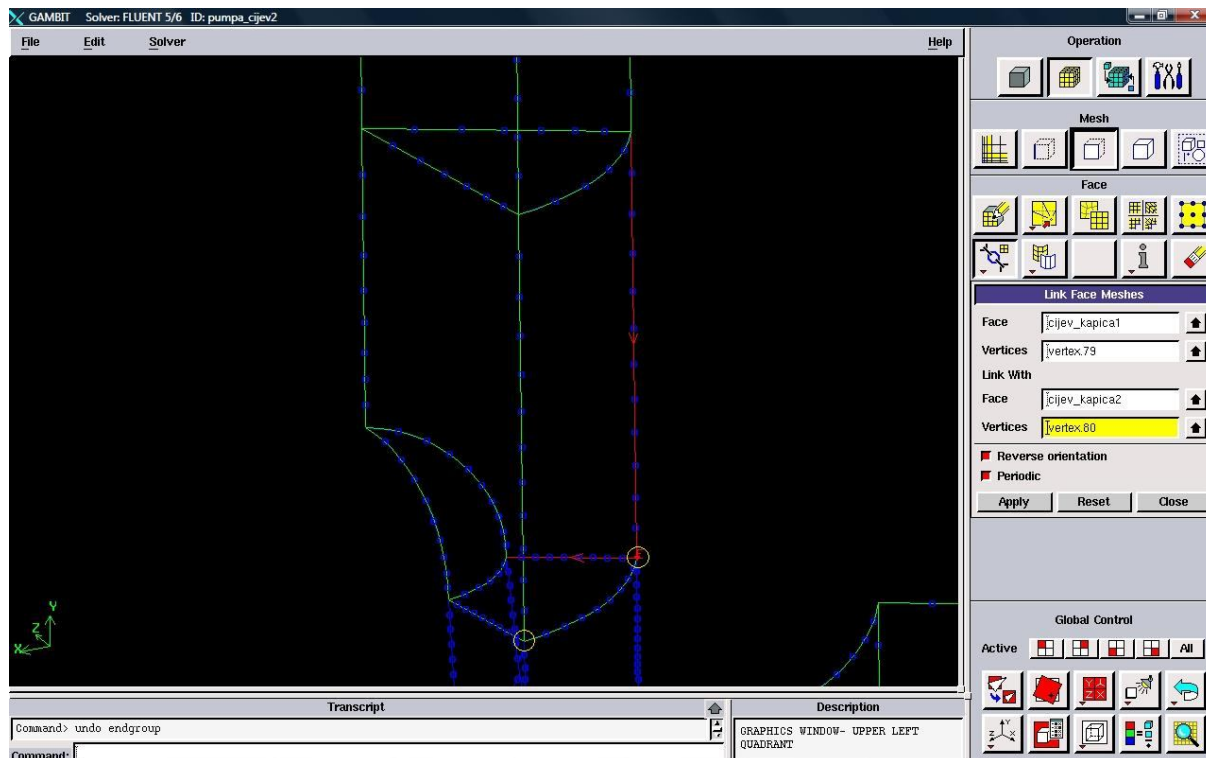 GAMBIT Solver: FLUENT 5/6 ID: pumpa_cijev2
File Edit Solver Help
Operation
Mesh
Face
Link Face Meshes
Face cijev_kapica1
Vertices vertex.79
Link With
Face cijev_kapica2
Vertices vertex.80
Reverse orientation
Periodic
Apply Reset Close
Y
Z
X
Global Control
Active All
Transcript
Command> undo endgroup
Command:
Description
GRAPHICS WINDOW- UPPER LEFT
QUADRANT